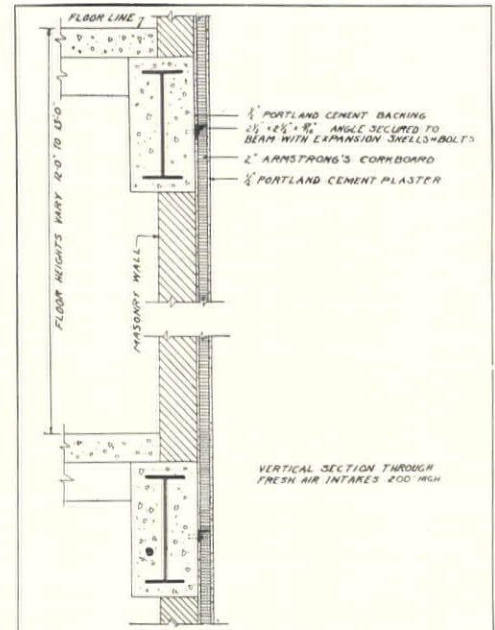 FLOOR LINE
½" PORTLAND CEMENT BACKING
ANGLE SECURED TO
BEAM WITH EXPANSION SHELLS & BOLTS
2" ARMSTRONG'S CORKBOARD
½" PORTLAND CEMENT PLASTER
FLOOR HEIGHTS VARY 12'-0" TO 13'-0"
MASONRY WALL
VERTICAL SECTION THROUGH
FRESH AIR INTAKES 200' HIGH